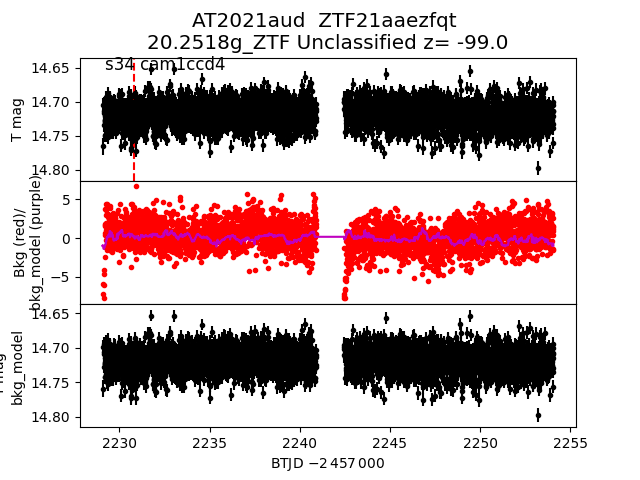 AT2021aud  ZTF21aaezfqt
20.2518g_ZTF Unclassified z= -99.0
s34 cam1ccd4
14.65
14.70
14.75
14.80
T mag
5
0
−5
Bkg (red)/
bkg_model (purple)
14.65
14.70
14.75
14.80
mag
bkg_model
2230
2235
2240
2245
2250
2255
BTJD −2 457 000